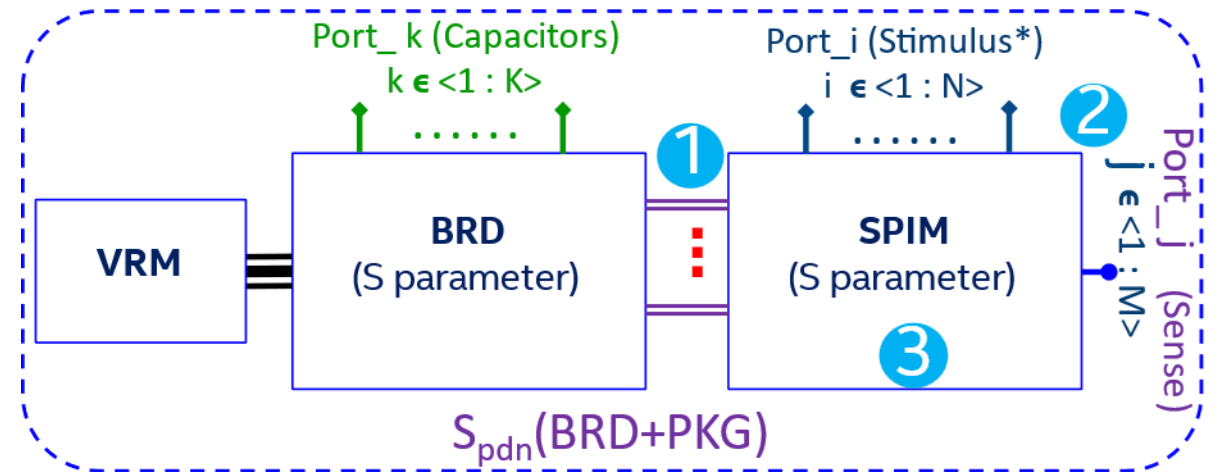 Port_ k (Capacitors)
k ϵ <1 : K>
......
Port_i (Stimulus*)
i ϵ <1 : N>
......
1
2
VRM
BRD
(S parameter)
SPIM
(S parameter)
3
Port_j (Sense)
j ϵ <1 : M>
Spdn(BRD+PKG)